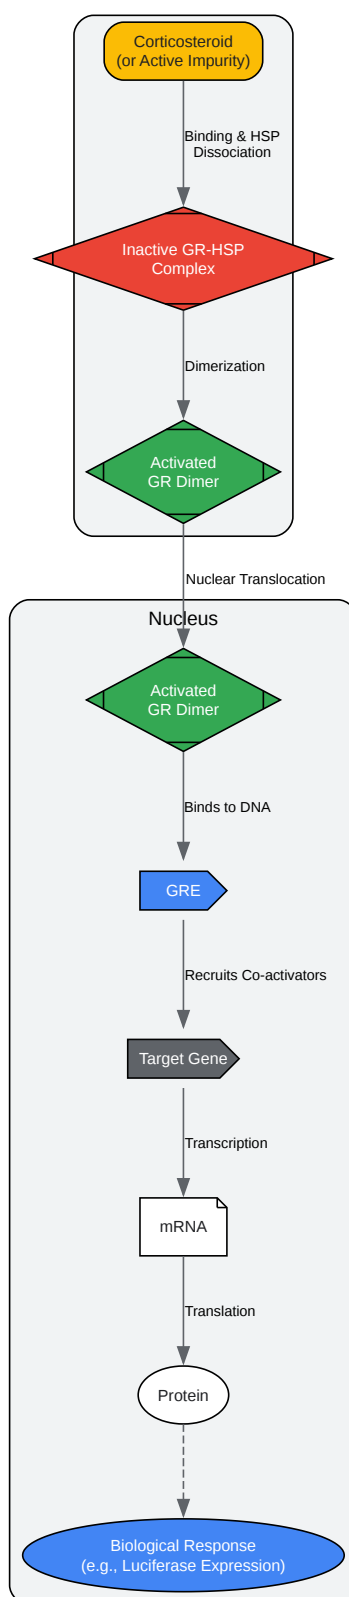 Corticosteroid
(or Active Impurity)
Binding & HSP
Dissociation
Inactive GR-HSP
Complex
Dimerization
Activated
GR Dimer
Nuclear Translocation
Nucleus
Activated
GR Dimer
Binds to DNA
GRE
Recruits Co-activators
Target Gene
Transcription
mRNA
Translation
Protein
Biological Response
(e.g., Luciferase Expression)